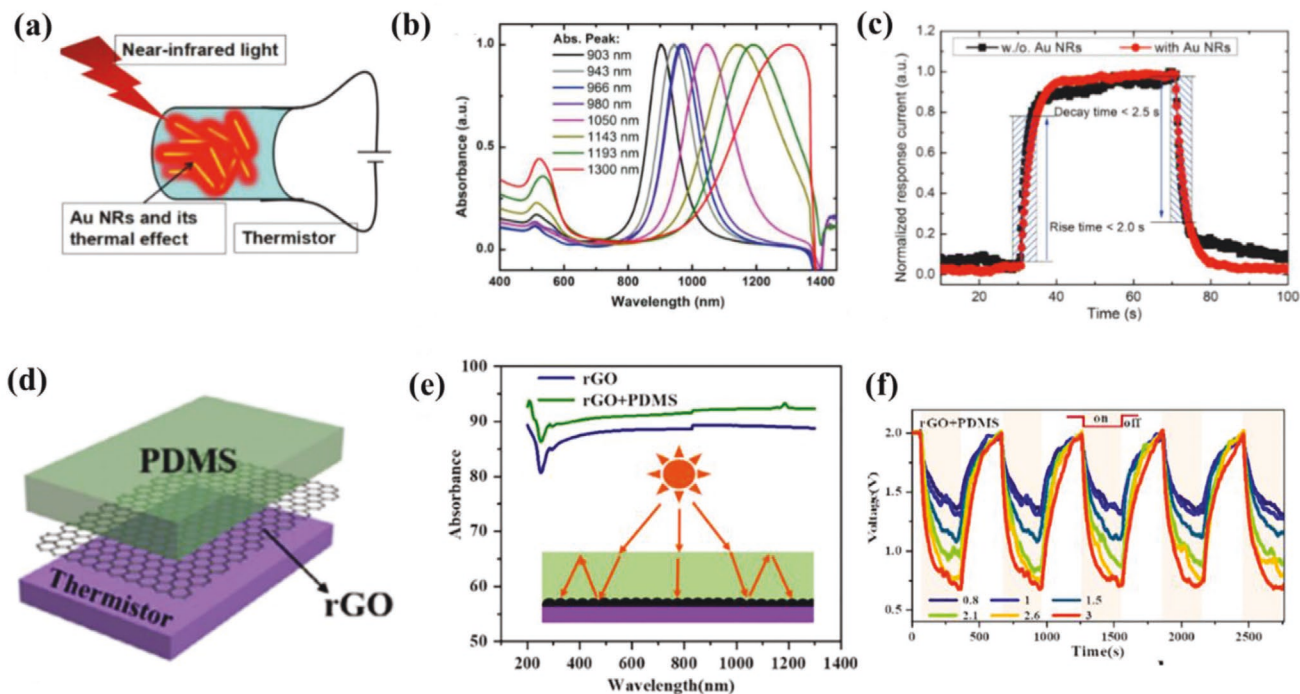 (a)
Near-infrared light
Au NRs and its
thermal effect
Thermistor
(b)
Absorbance (a.u.)
1.0
0.5
0.0
Abs. Peak:
903 nm
943 nm
966 nm
980 nm
1050 nm
1143 nm
1193 nm
1300 nm
400 600 800 1000 1200 1400
Wavelength (nm)
(c)
Normalized response current (a.u.)
1.2
1.0
0.8
0.6
0.4
0.2
0.0
w./o. Au NRs with Au NRs
Decay time < 2.5 s
Rise time < 2.0 s
20 40 60 80 100
Time (s)
(d)
PDMS
Thermistor
rGO
(e)
Absorbance
100
90
80
70
60
50
rGO
rGO+PDMS
200 400 600 800 1000 1200 1400
Wavelength(nm)
(f)
Voltage(V)
2.0
1.5
1.0
0.5
rGO+PDMS
on off
0.8 1 1.5
2.1 2.6 3
0 500 1000 1500 2000 2500
Time(s)